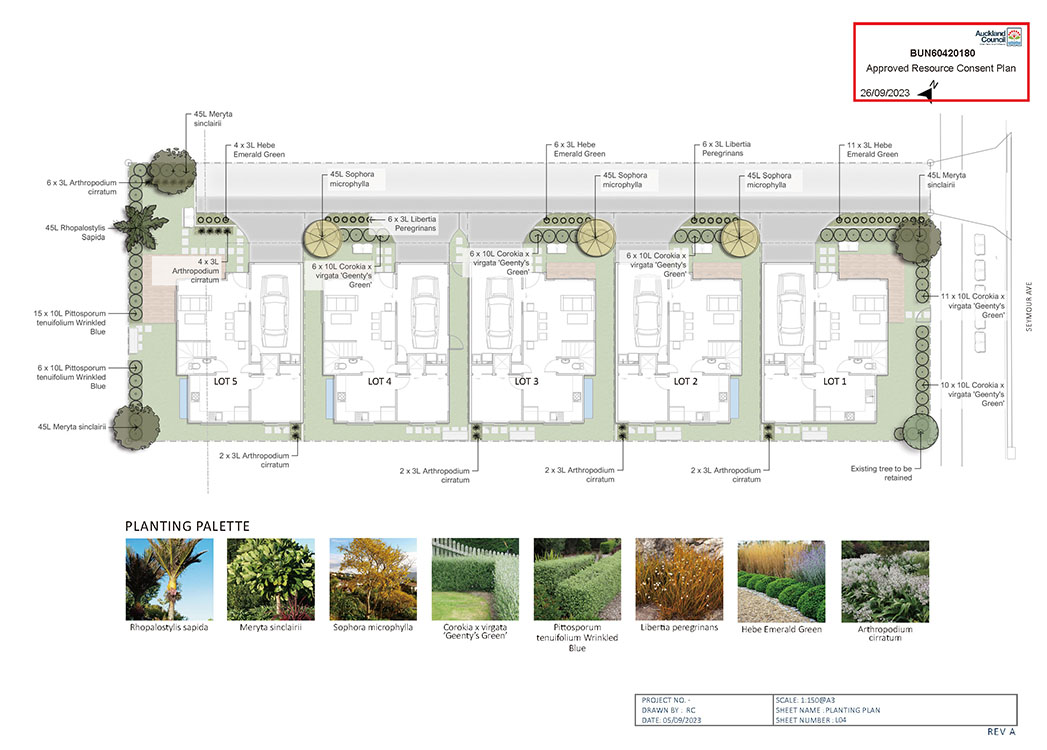 Auckland
Council
BUN60420180
Approved Resource Consent Plan
26/09/2023
N
45L Meryta
sinclairii
4 x 3L Hebe
Emerald Green
6 x 3L Hebe
Emerald Green
6 x 3L Libertia
Peregrinans
11 x 3L Hebe
Emerald Green
6 x 3L Arthropodium
cirratum
45L Sophora
microphylla
45L Sophora
microphylla
45L Sophora
microphylla
45L Meryta
sinclairii
45L Rhopalostylis
Sapida
6 x 3L Libertia
Peregrinans
4 x 3L
Arthropodium
cirratum
6 x 10L Corokia x
virgata 'Geenty's
Green'
6 x 10L Corokia x
virgata 'Geenty's
Green'
6 x 10L Corokia x
virgata 'Geenty's
Green'
11 x 10L Corokia x
virgata 'Geenty's
Green'
SEYMOUR AVE
15 x 10L Pittosporum
tenuifolium Wrinkled
Blue
6 x 10L Pittosporum
tenuifolium Wrinkled
Blue
LOT 5
LOT 4
LOT 3
LOT 2
LOT 1
10 x 10L Corokia x
virgata 'Geenty's
Green'
45L Meryta sinclairii
2 x 3L Arthropodium
cirratum
2 x 3L Arthropodium
cirratum
2 x 3L Arthropodium
cirratum
2 x 3L Arthropodium
cirratum
Existing tree to be
retained
PLANTING PALETTE
Rhopalostylis sapida
Meryta sinclairii
Sophora microphylla
Corokia x virgata
'Geenty's Green'
Pittosporum
tenuifolium Wrinkled
Blue
Libertia peregrinans
Hebe Emerald Green
Arthropodium
cirratum
PROJECT NO. -
DRAWN BY . RC
DATE: 05/09/2023
SCALE. 1:150@A3
SHEET NAME . PLANTING PLAN
SHEET NUMBER . L04
REV A